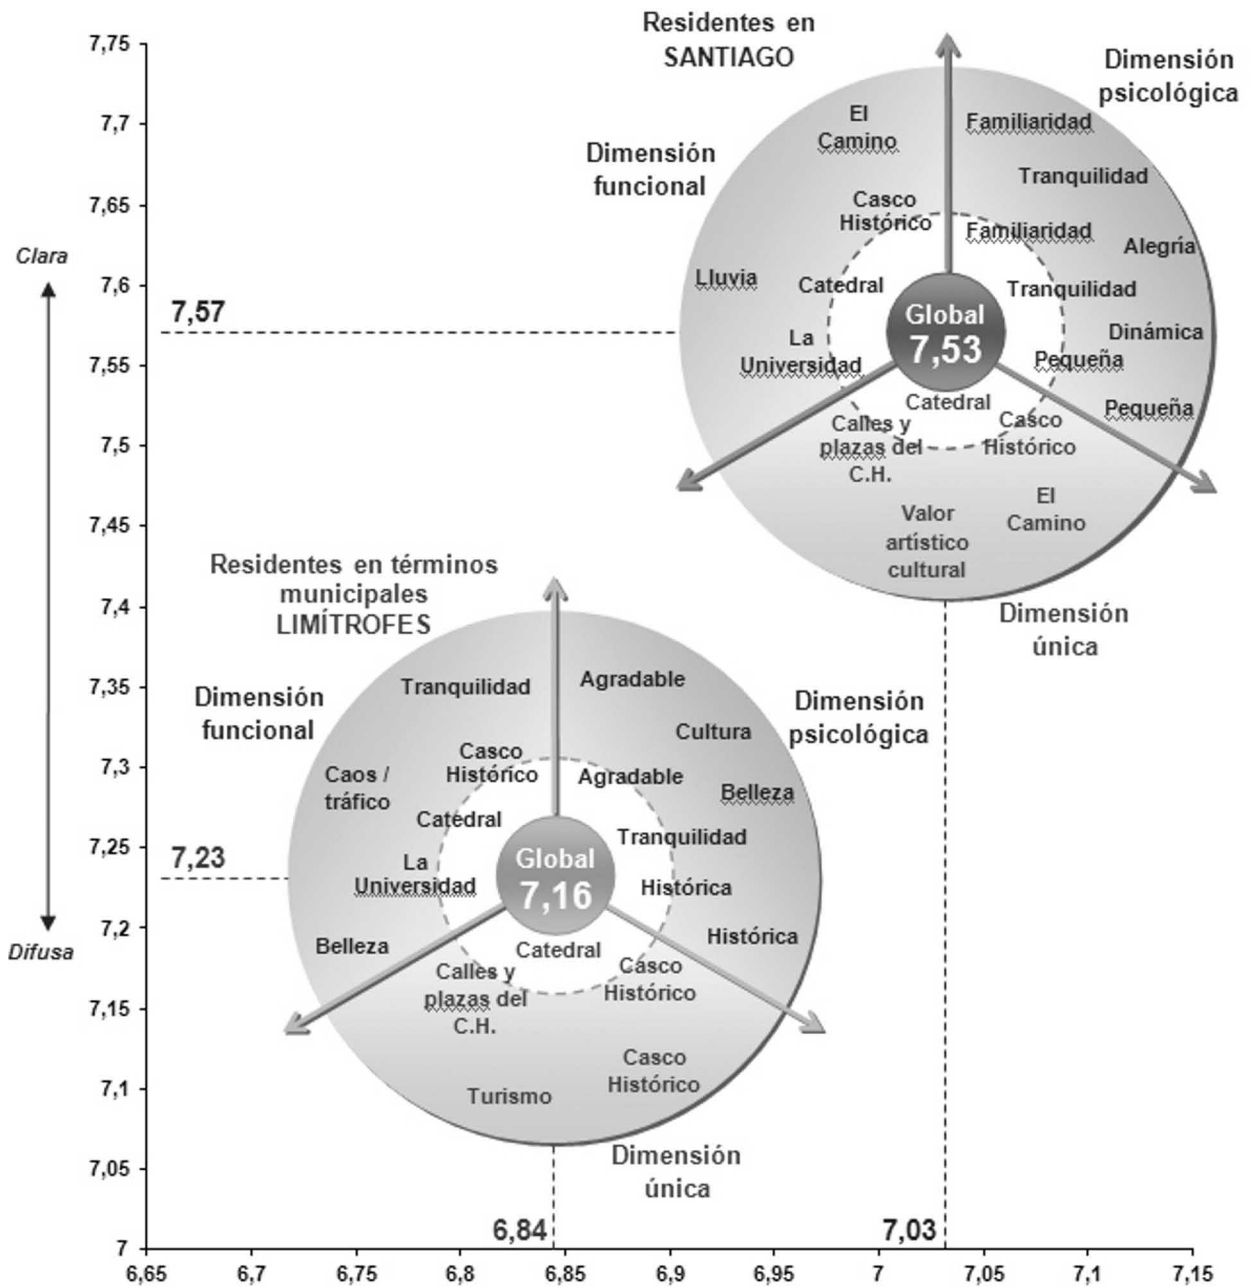 Residentes en
SANTIAGO
Dimensión
psicológica
Dimensión
funcional
El
Camino
Familiaridad
Tranquilidad
Casco
Histórico
Familiaridad
Alegría
Lluvia
Catedral
Tranquilidad
Global
7,53
Dinámica
La
Universidad
Pequeña
Pequeña
Catedral
Calles y
plazas del
C.H.
Casco
Histórico
El
Camino
Valor
artístico
cultural
Dimensión
única
Residentes en términos
municipales
LIMÍTROFES
Dimensión
funcional
Dimensión
psicológica
Tranquilidad
Agradable
Cultura
Casco
Histórico
Agradable
Caos /
tráfico
Belleza
Catedral
Tranquilidad
La
Universidad
Global
7,16
Histórica
Belleza
Histórica
Catedral
Calles y
plazas del
C.H.
Casco
Histórico
Casco
Histórico
Turismo
Dimensión
única
Clara
Difusa
7,57
7,23
6,84
7,03
7,75
7,7
7,65
7,6
7,55
7,5
7,45
7,4
7,35
7,3
7,25
7,2
7,15
7,1
7,05
7
6,65 6,7 6,75 6,8 6,85 6,9 6,95 7 7,05 7,1 7,15